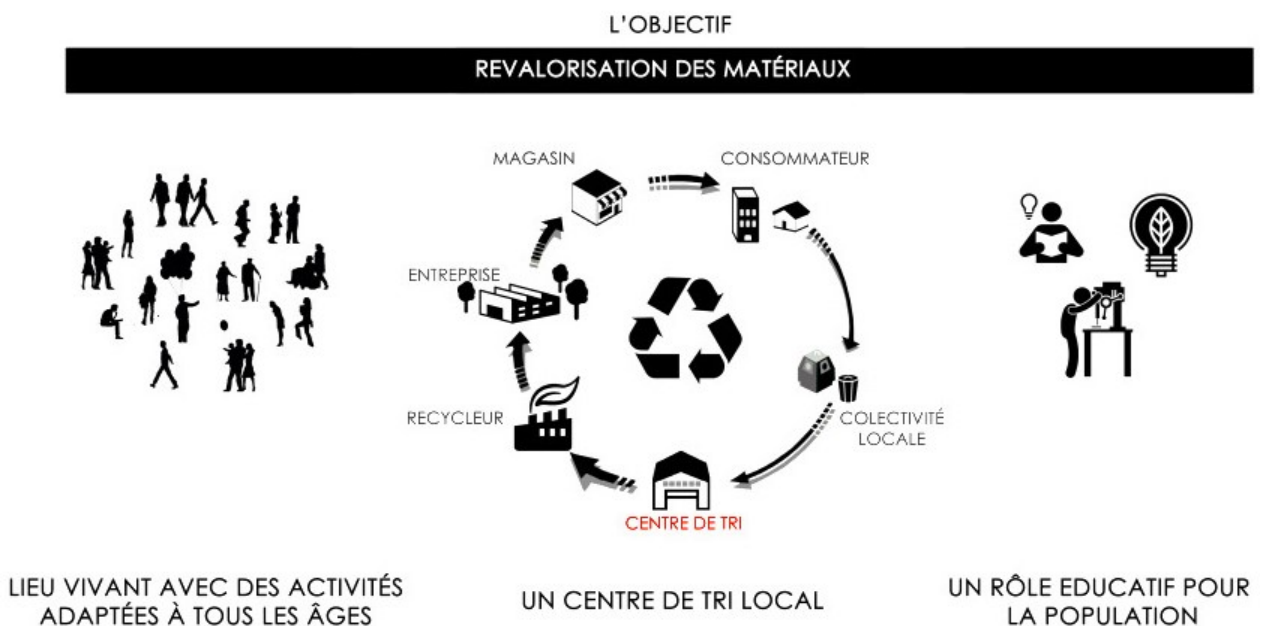 L'OBJECTIF
REVALORISATION DES MATÉRIAUX
MAGASIN
CONSOMMATEUR
ENTREPRISE
RECYCLEUR
COLECTIVITÉ
LOCALE
CENTRE DE TRI
LIEU VIVANT AVEC DES ACTIVITÉS
ADAPTÉES À TOUS LES ÂGES
UN CENTRE DE TRI LOCAL
UN RÔLE EDUCATIF POUR
LA POPULATION